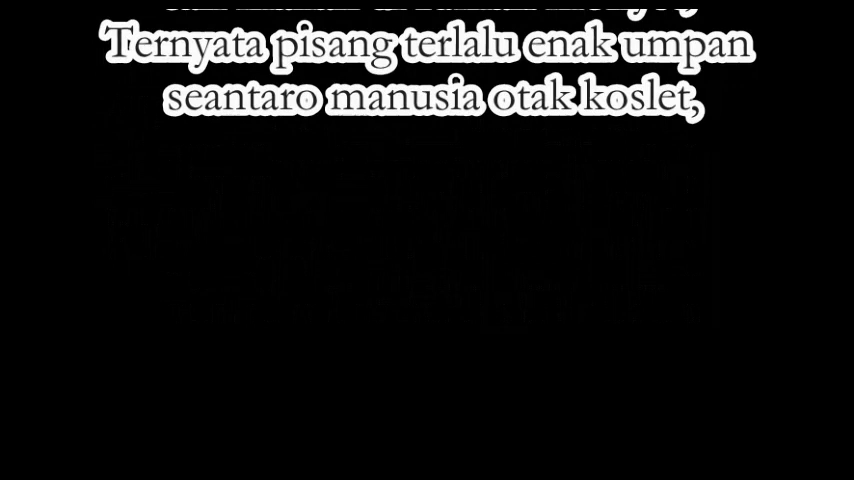 Ternyata pisang terlalu enak umpan
seantaro manusia otak koslet,